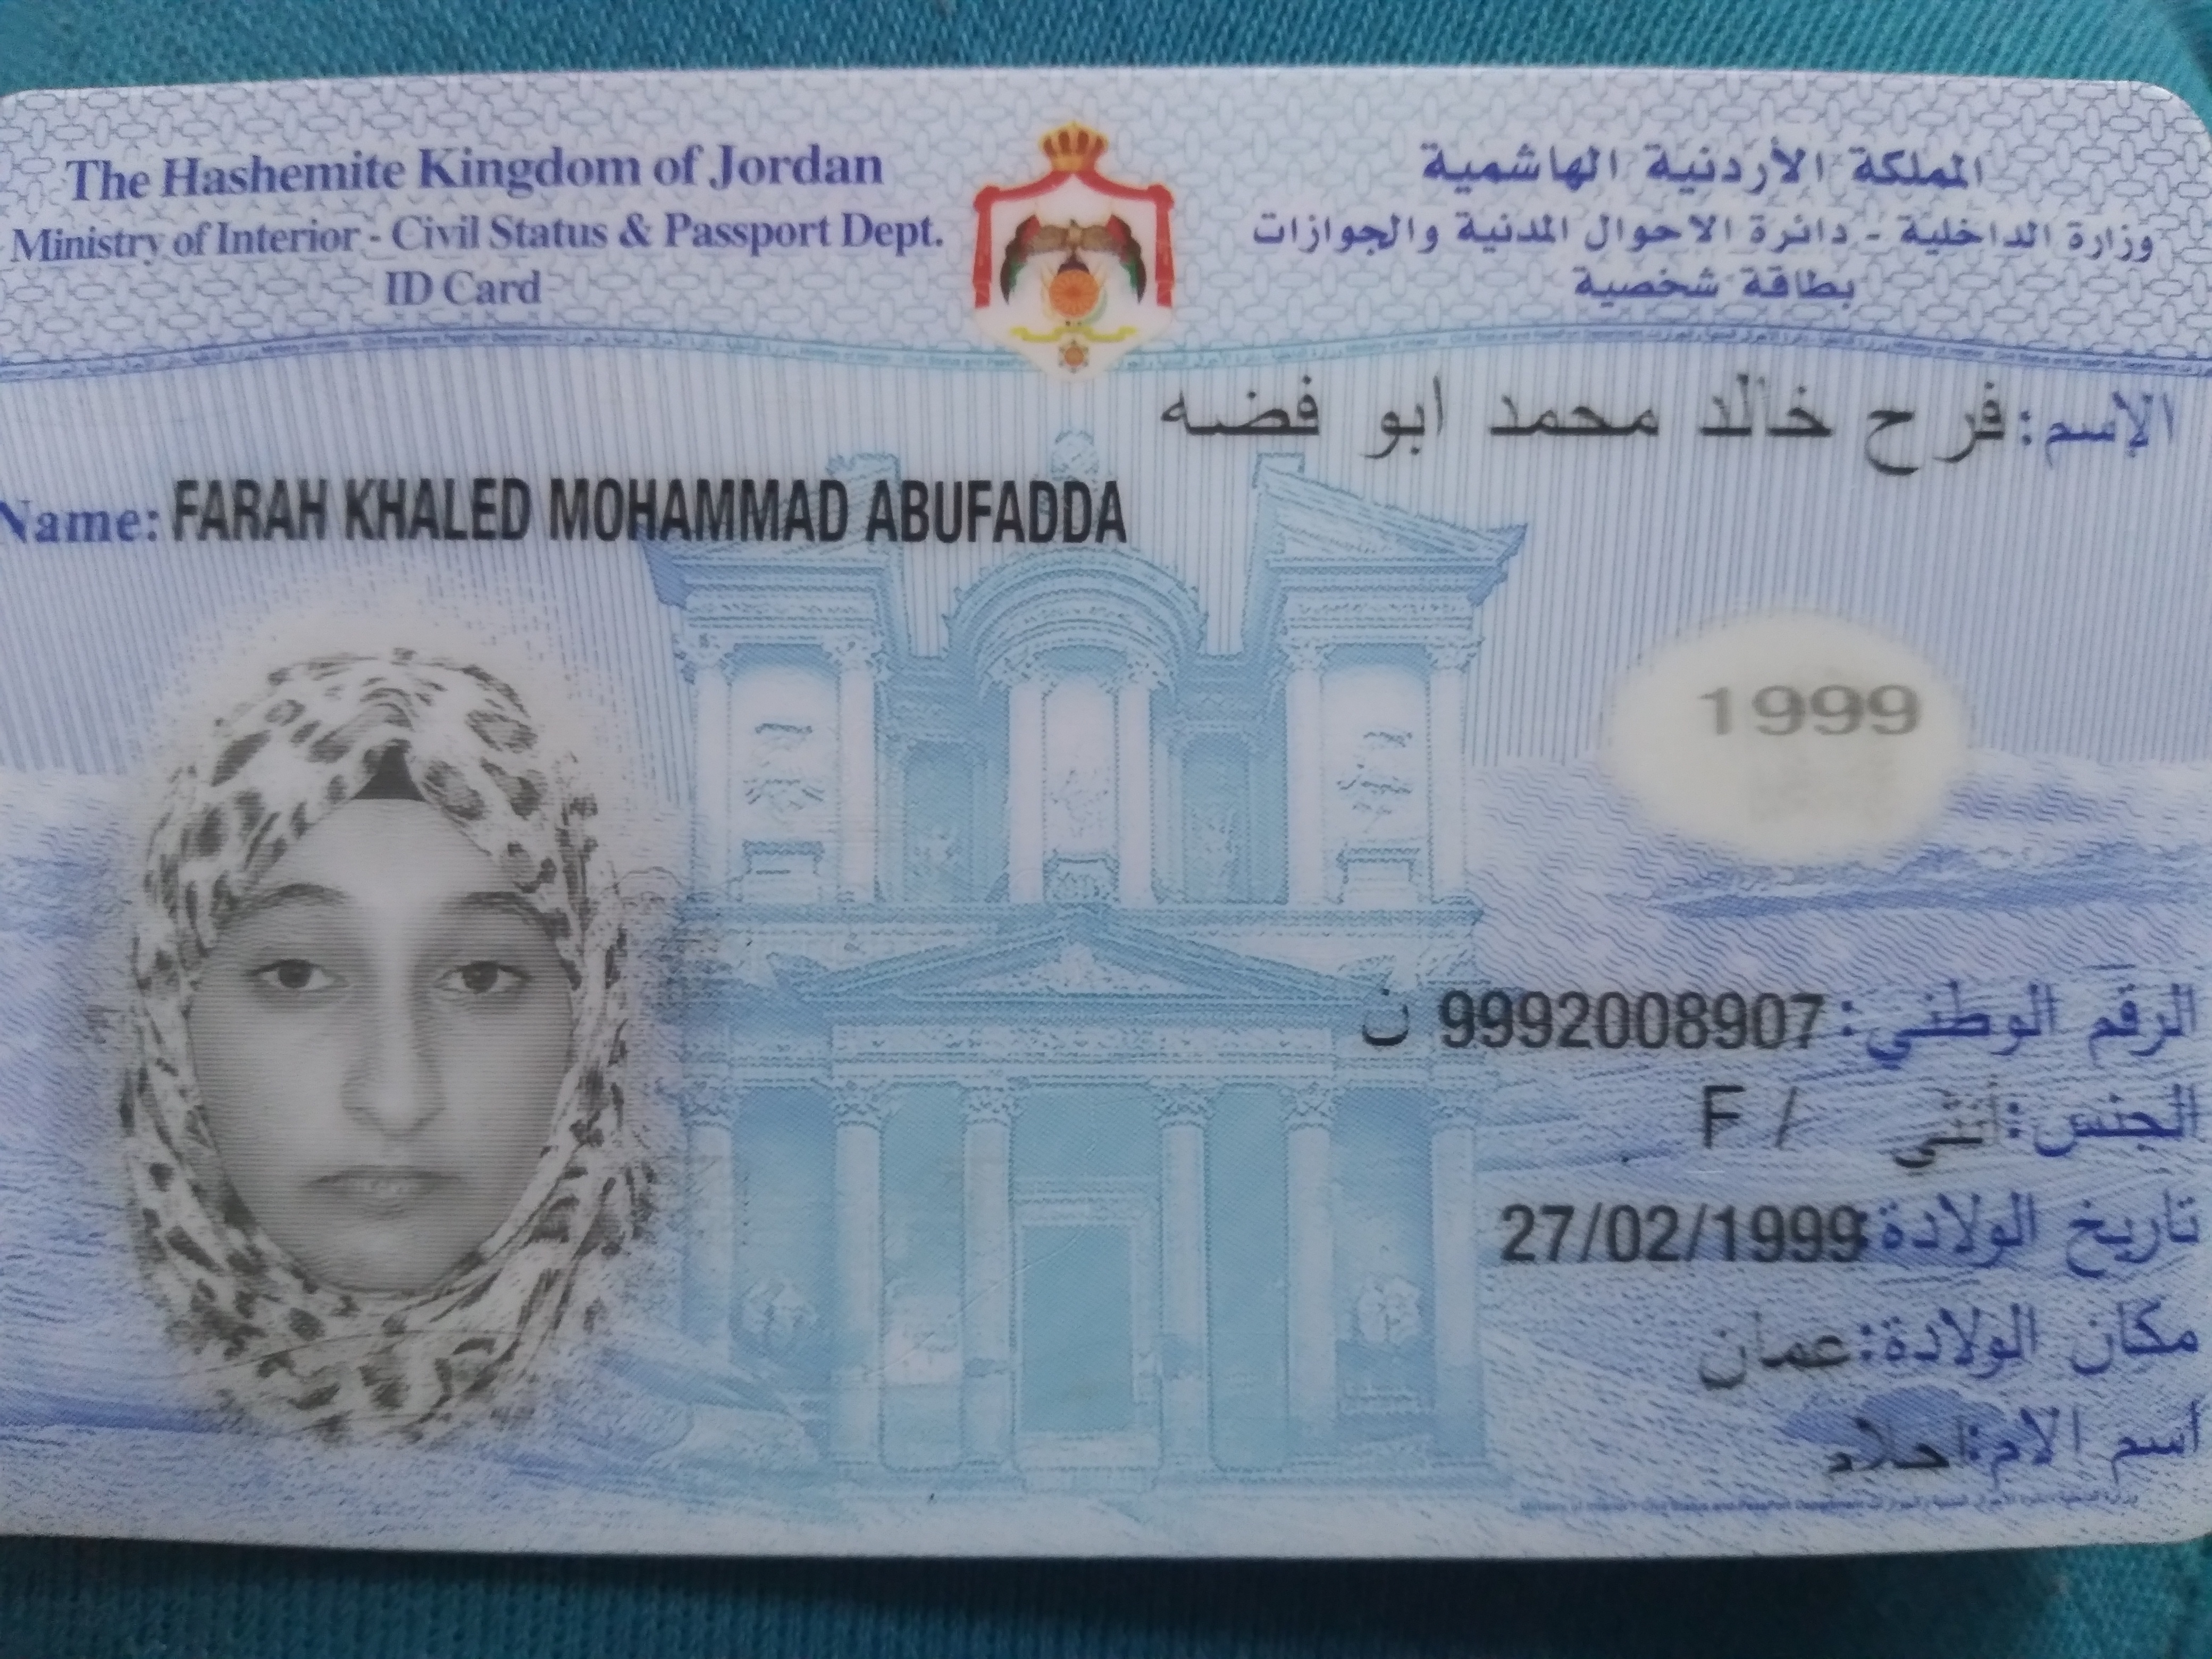 The Hashemite Kingdom of Jordan
Ministry of Interior - Civil Status & Passport Dept.
ID Card
المملكة الأردنية الهاشمية
وزارة الداخلية - دائرة الاحوال المدنية والجوازات
بطاقة شخصية
الإسم: فرح خالد محمد ابو فضه
Name: FARAH KHALED MOHAMMAD ABUFADDA
1999
الرقم الوطني: 9992008907 ن
الجنس: أنثى / F
تاريخ الولادة: 27/02/1999
مكان الولادة: عمان
اسم الام: